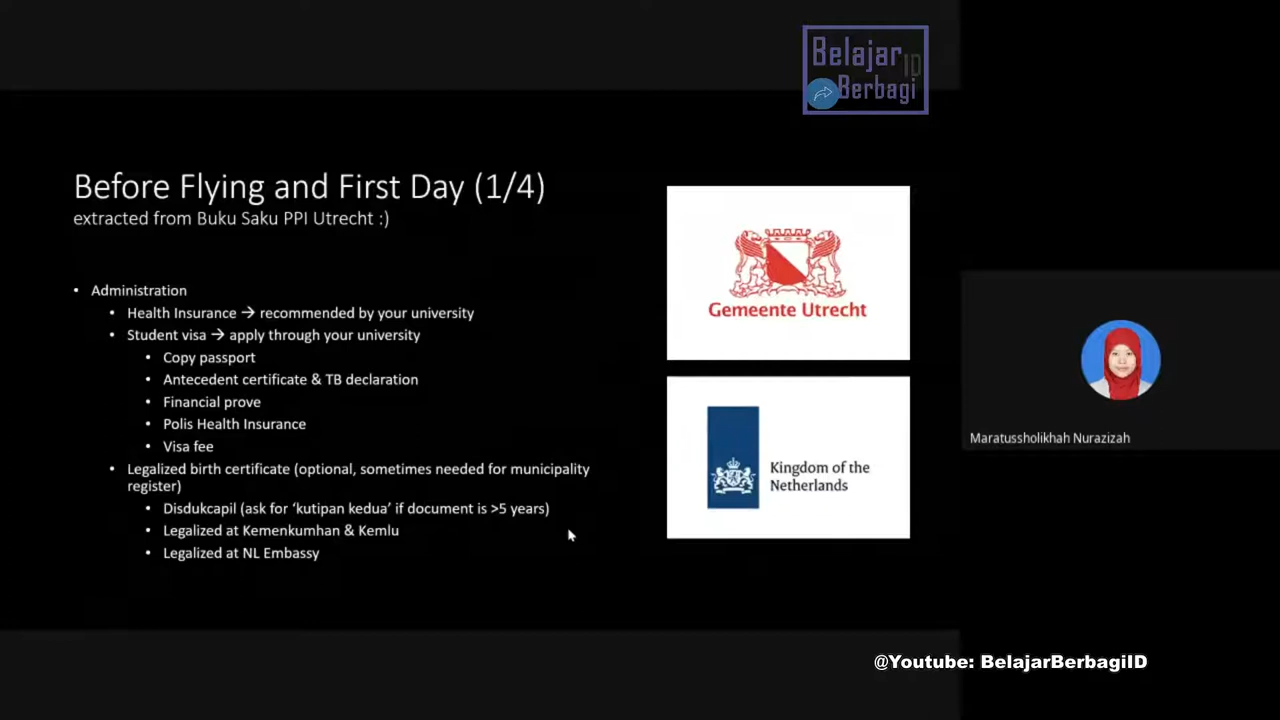 Belajar
ID
Berbagi
Before Flying and First Day (1/4)
extracted from Buku Saku PPI Utrecht :)
• Administration
• Health Insurance → recommended by your university
• Student visa → apply through your university
• Copy passport
• Antecedent certificate & TB declaration
• Financial prove
• Polis Health Insurance
• Visa fee
• Legalized birth certificate (optional, sometimes needed for municipality
register)
• Disdukcapil (ask for ‘kutipan kedua’ if document is >5 years)
• Legalized at Kemenkumhan & Kemlu
• Legalized at NL Embassy
Gemeente Utrecht
Kingdom of the
Netherlands
Maratussholikhah Nurazizah
@Youtube: BelajarBerbagiID